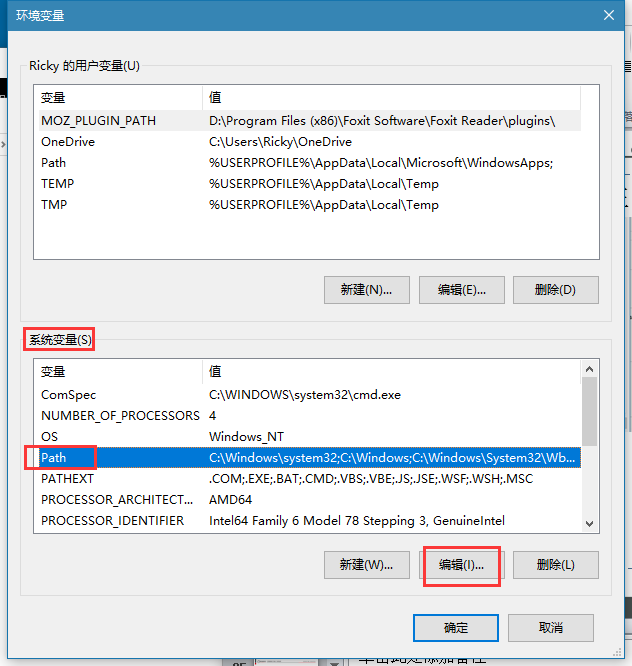 环境变量
Ricky 的用户变量(U)
变量 值
MOZ_PLUGIN_PATH D:\Program Files (x86)\Foxit Software\Foxit Reader\plugins\
OneDrive C:\Users\Ricky\OneDrive
Path %USERPROFILE%\AppData\Local\Microsoft\WindowsApps;
TEMP %USERPROFILE%\AppData\Local\Temp
TMP %USERPROFILE%\AppData\Local\Temp
新建(N)... 编辑(E)... 删除(D)
系统变量(S)
变量 值
ComSpec C:\WINDOWS\system32\cmd.exe
NUMBER_OF_PROCESSORS 4
OS Windows_NT
Path C:\Windows\system32;C:\Windows;C:\Windows\System32\Wb...
PATHEXT .COM;.EXE;.BAT;.CMD;.VBS;.VBE;.JS;.JSE;.WSF;.WSH;.MSC
PROCESSOR_ARCHITECT... AMD64
PROCESSOR_IDENTIFIER Intel64 Family 6 Model 78 Stepping 3, GenuineIntel
新建(W)... 编辑(I)... 删除(L)
确定 取消